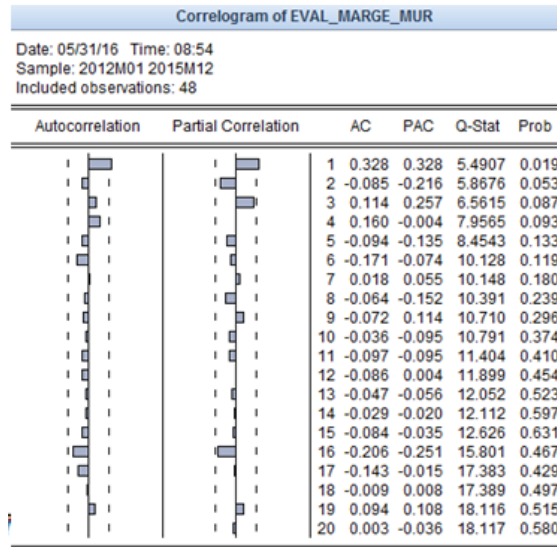 Correlogram of EVAL_MARGE_MUR
Date: 05/31/16 Time: 08:54
Sample: 2012M01 2015M12
Included observations: 48
Autocorrelation Partial Correlation AC PAC Q-Stat Prob
1 0.328 0.328 5.4907 0.019
2 -0.085 -0.216 5.8676 0.053
3 0.114 0.257 6.5615 0.087
4 0.160 -0.004 7.9565 0.093
5 -0.094 -0.135 8.4543 0.133
6 -0.171 -0.074 10.128 0.119
7 0.018 0.055 10.148 0.180
8 -0.064 -0.152 10.391 0.239
9 -0.072 0.114 10.710 0.296
10 -0.036 -0.095 10.791 0.374
11 -0.097 -0.095 11.404 0.410
12 -0.086 0.004 11.899 0.454
13 -0.047 -0.056 12.052 0.523
14 -0.029 -0.020 12.112 0.597
15 -0.084 -0.035 12.626 0.631
16 -0.206 -0.251 15.801 0.467
17 -0.143 -0.015 17.383 0.429
18 -0.009 0.008 17.389 0.497
19 0.094 0.108 18.116 0.515
20 0.003 -0.036 18.117 0.580